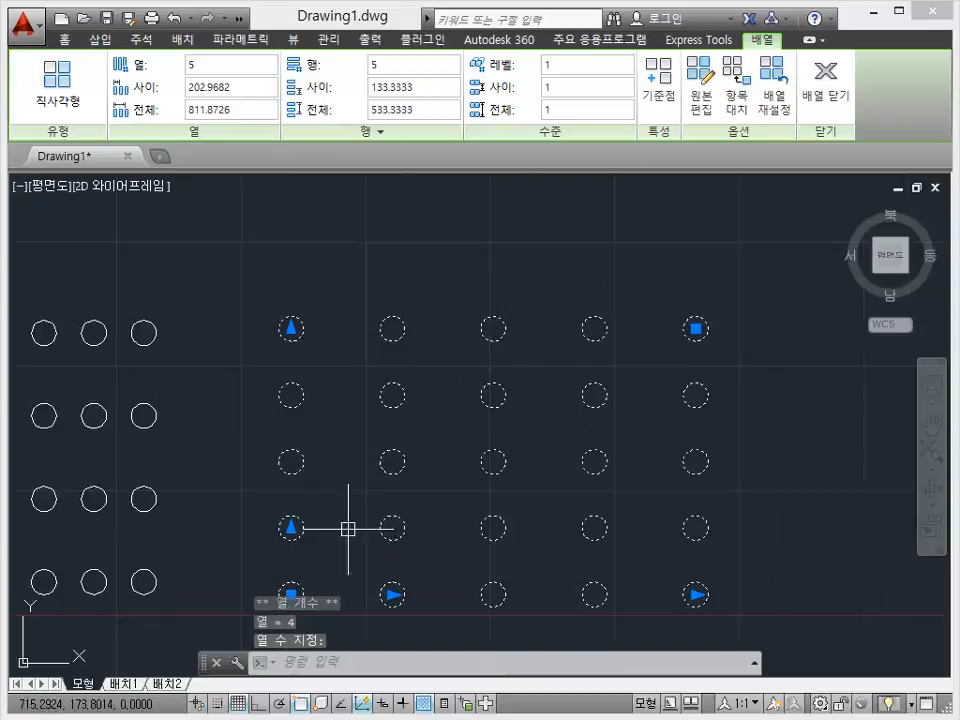 Drawing1.dwg
키워드 또는 구절 입력
로그인
홈 삽입 주석 배치 파라메트릭 뷰 관리 출력 플러그인 Autodesk 360 주요 응용프로그램 Express Tools 배열
직사각형
유형
열: 5
사이: 202.9682
전체: 811.8726
열
행: 5
사이: 133.3333
전체: 533.3333
행
레벨: 1
사이: 1
전체: 1
수준
기준점
특성
원본 편집
항목 대치
배열 재설정
옵션
배열 닫기
닫기
Drawing1*
[−][평면도][2D 와이어프레임]
북
서 평면도 동
남
WCS
** 열 개수 **
열 = 4
열 수 지정:
명령 입력
Y
X
모형 배치1 배치2
715.2924, 173.8014, 0.0000
모형
1:1